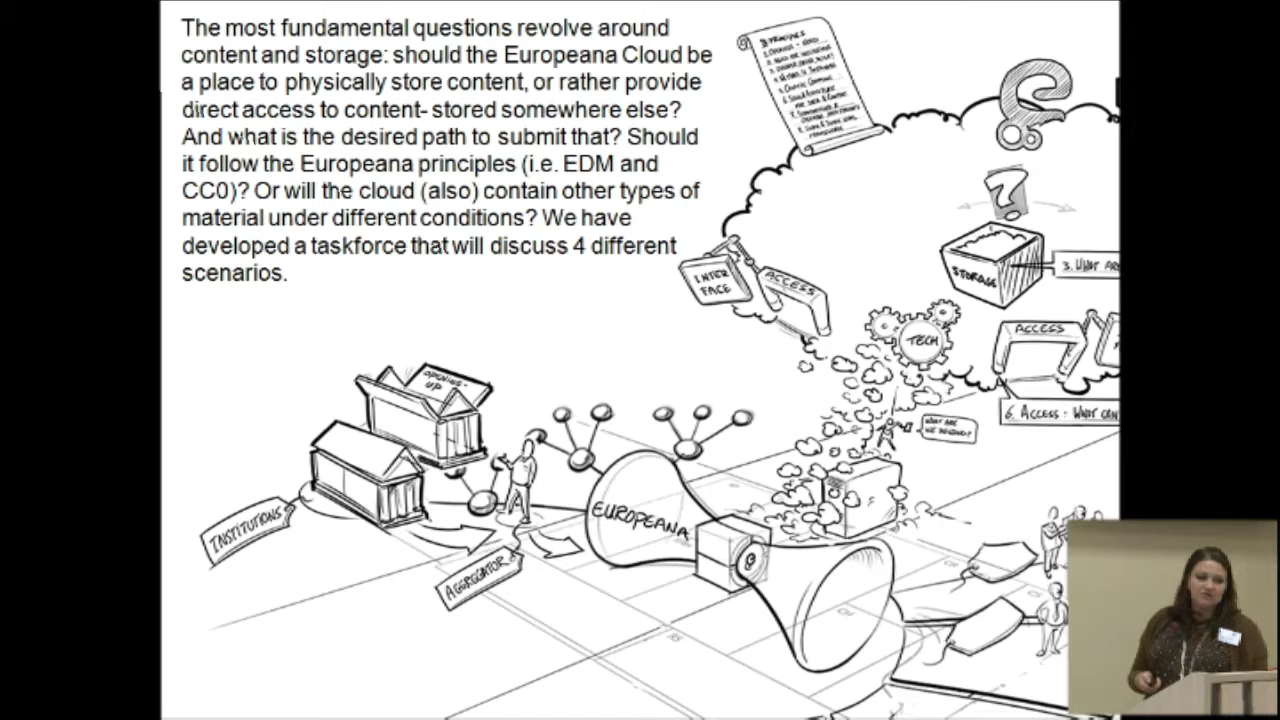 The most fundamental questions revolve around
content and storage: should the Europeana Cloud be
a place to physically store content, or rather provide
direct access to content- stored somewhere else?
And what is the desired path to submit that? Should
it follow the Europeana principles (i.e. EDM and
CC0)? Or will the cloud (also) contain other types of
material under different conditions? We have
developed a taskforce that will discuss 4 different
scenarios.
PRINCIPLES
INTER
FACE
ACCESS
STORAGE
3. WHAT ARE
TECH
ACCESS
6. ACCESS: WHAT CAN
WHAT ARE
OPENING-
UP
EUROPEANA
INSTITUTIONS
AGGREGATOR